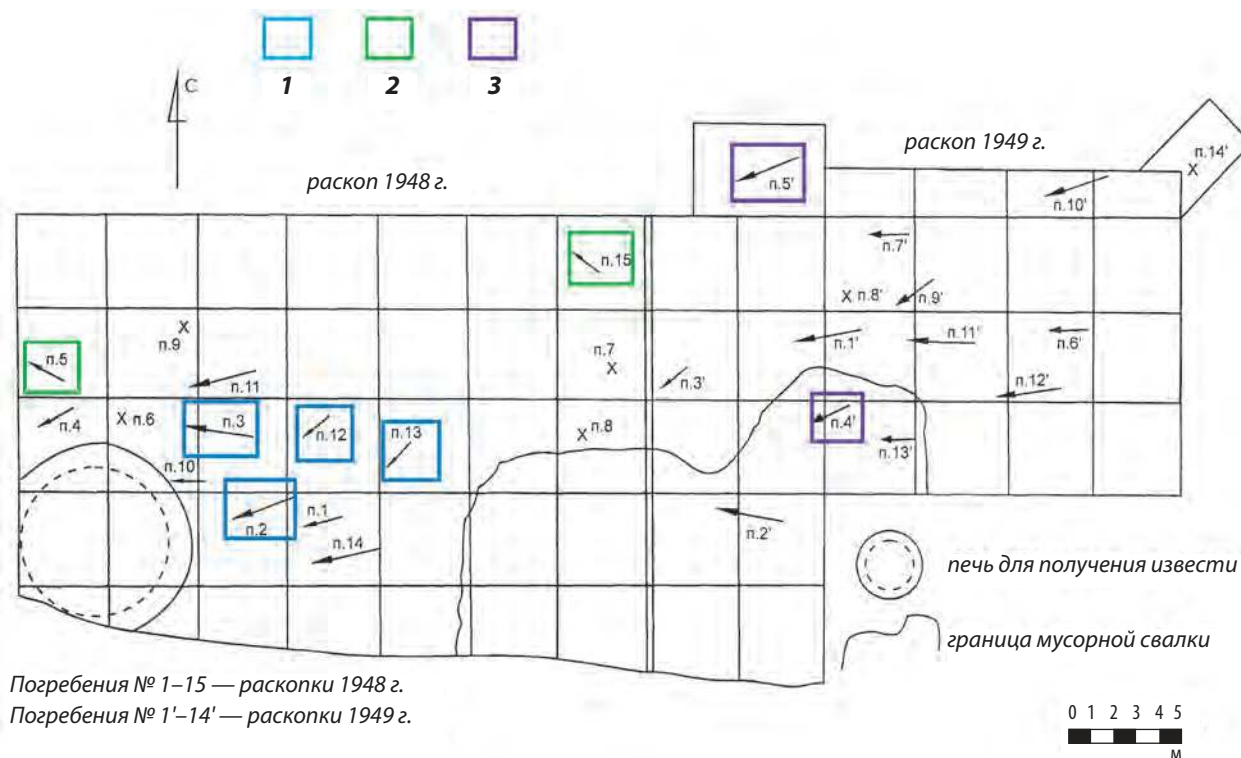 1 2 3
С
раскоп 1948 г.
раскоп 1949 г.
п.14'
п.5'
п.10'
п.7'
п.15
п.8'
п.9'
п.9
п.7
п.1'
п.11'
п.6'
п.5
п.11
п.3'
п.12'
п.4
п.6
п.3
п.12
п.13
п.8
п.4'
п.13'
п.10
п.1
п.2
п.14
п.2'
печь для получения извести
граница мусорной свалки
Погребения № 1–15 — раскопки 1948 г.
Погребения № 1'–14' — раскопки 1949 г.
0 1 2 3 4 5
м